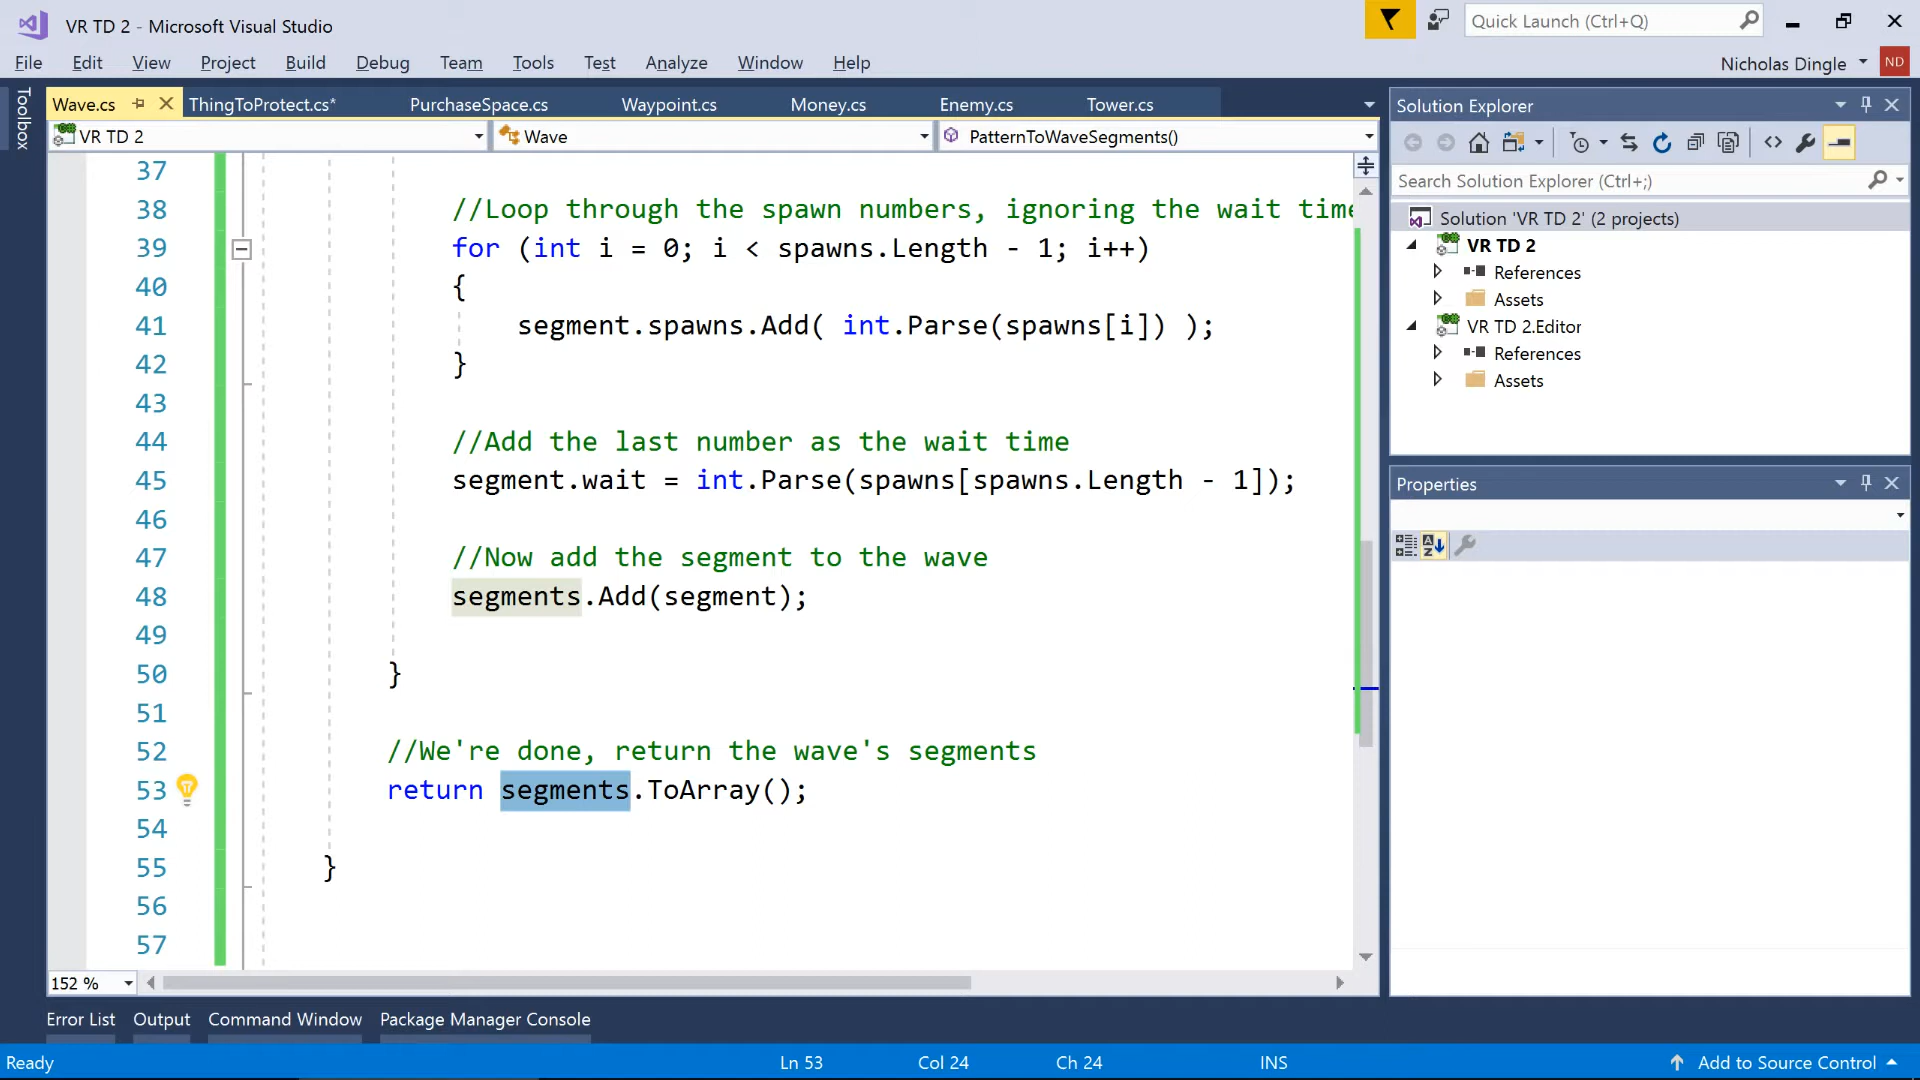 VR TD 2 - Microsoft Visual Studio
Quick Launch (Ctrl+Q)
File Edit View Project Build Debug Team Tools Test Analyze Window Help
Nicholas Dingle
ND
Toolbox
Wave.cs
ThingToProtect.cs*
PurchaseSpace.cs
Waypoint.cs
Money.cs
Enemy.cs
Tower.cs
VR TD 2
Wave
PatternToWaveSegments()
37
38 //Loop through the spawn numbers, ignoring the wait time
39 for (int i = 0; i < spawns.Length - 1; i++)
40 {
41 segment.spawns.Add( int.Parse(spawns[i]) );
42 }
43
44 //Add the last number as the wait time
45 segment.wait = int.Parse(spawns[spawns.Length - 1]);
46
47 //Now add the segment to the wave
48 segments.Add(segment);
49
50 }
51
52 //We're done, return the wave's segments
53 return segments.ToArray();
54
55 }
56
57
152 %
Solution Explorer
Search Solution Explorer (Ctrl+;)
Solution 'VR TD 2' (2 projects)
VR TD 2
References
Assets
VR TD 2.Editor
References
Assets
Properties
Error List Output Command Window Package Manager Console
Ready Ln 53 Col 24 Ch 24 INS Add to Source Control